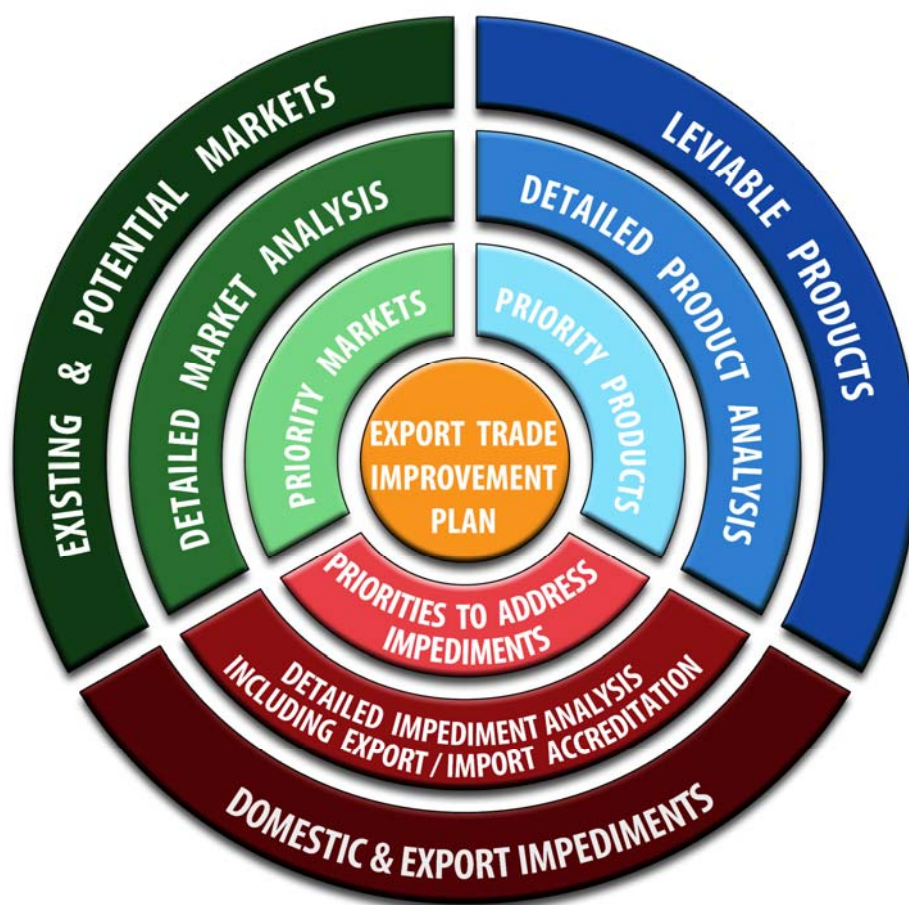 EXISTING & POTENTIAL MARKETS
DETAILED MARKET ANALYSIS
PRIORITY MARKETS
LEVIABLE PRODUCTS
DETAILED PRODUCT ANALYSIS
PRIORITY PRODUCTS
EXPORT TRADE
IMPROVEMENT
PLAN
PRIORITIES TO ADDRESS
IMPEDIMENTS
DETAILED IMPEDIMENT ANALYSIS
INCLUDING EXPORT / IMPORT ACCREDITATION
DOMESTIC & EXPORT IMPEDIMENTS